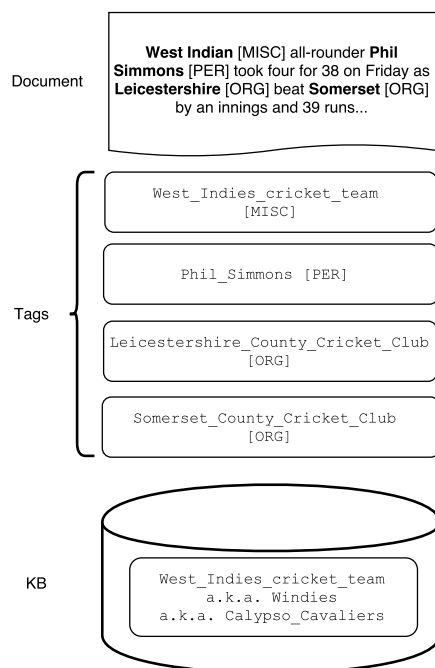 West Indian [MISC] all-rounder Phil
Simmons [PER] took four for 38 on Friday as
Leicestershire [ORG] beat Somerset [ORG]
by an innings and 39 runs...
Document
West_Indies_cricket_team
[MISC]
Phil_Simmons [PER]
Tags
Leicestershire_County_Cricket_Club
[ORG]
Somerset_County_Cricket_Club
[ORG]
KB
West_Indies_cricket_team
a.k.a. Windies
a.k.a. Calypso_Cavaliers